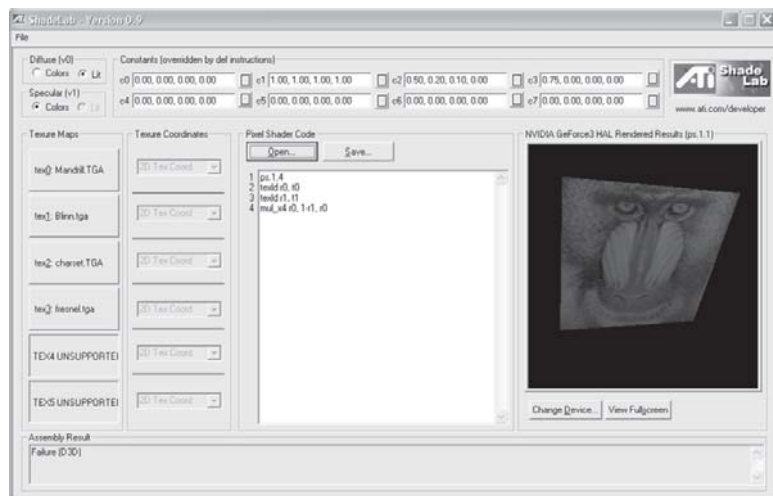 ShadeLab - Version 0.9
File
Diffuse (v0)
Colors Lit
Specular (v1)
Colors Lit
Constants (overridden by def instructions)
c0 0.00, 0.00, 0.00, 0.00 c1 1.00, 1.00, 1.00, 1.00 c2 0.50, 0.20, 0.10, 0.00 c3 0.75, 0.00, 0.00, 0.00
c4 0.00, 0.00, 0.00, 0.00 c5 0.00, 0.00, 0.00, 0.00 c6 0.00, 0.00, 0.00, 0.00 c7 0.00, 0.00, 0.00, 0.00
ATI Shade Lab
www.ati.com/developer
Texture Maps
tex0: Mandrill.TGA
tex1: Blinn.tga
tex2: charset.TGA
tex3: fresnel.tga
TEX4 UNSUPPORTE
TEX5 UNSUPPORTE
Texture Coordinates
2D Tex Coord
2D Tex Coord
2D Tex Coord
2D Tex Coord
2D Tex Coord
2D Tex Coord
Pixel Shader Code
Open... Save...
1 ps.1.4
2 texld r0, t0
3 texld r1, t1
4 mul_x4 r0, 1-r1, r0
NVIDIA GeForce3 HAL Rendered Results (ps.1.1)
Change Device... View Fullscreen
Assembly Result
Failure (D3D)